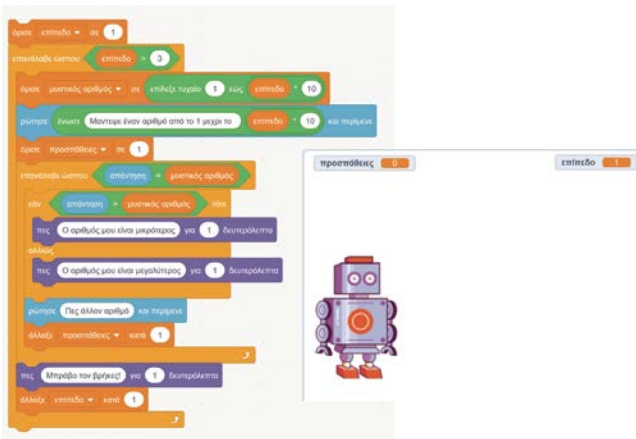 όρισε επίπεδο σε 1
επανάλαβε ώσπου επίπεδο > 3
όρισε μυστικός αριθμός σε επίλεξε τυχαίο 1 εώς επίπεδο * 10
ρώτησε ένωσε Μαντεψε έναν αριθμό από το 1 μεχρι το επίπεδο * 10 και περίμενε
όρισε προσπάθειες σε 1
επανάλαβε ώσπου απάντηση = μυστικός αριθμός
εάν απάντηση > μυστικός αριθμός τότε
πες Ο αριθμός μου είναι μικρότερος για 1 δευτερόλεπτα
αλλιώς
πες Ο αριθμός μου είναι μεγαλύτερος για 1 δευτερόλεπτα
ρώτησε Πες άλλον αριθμό και περίμενε
άλλαξε προσπάθειες κατά 1
πες Μπράβο τον βρήκες! για 1 δευτερόλεπτα
άλλαξε επίπεδο κατά 1
προσπάθειες 0
επίπεδο 1